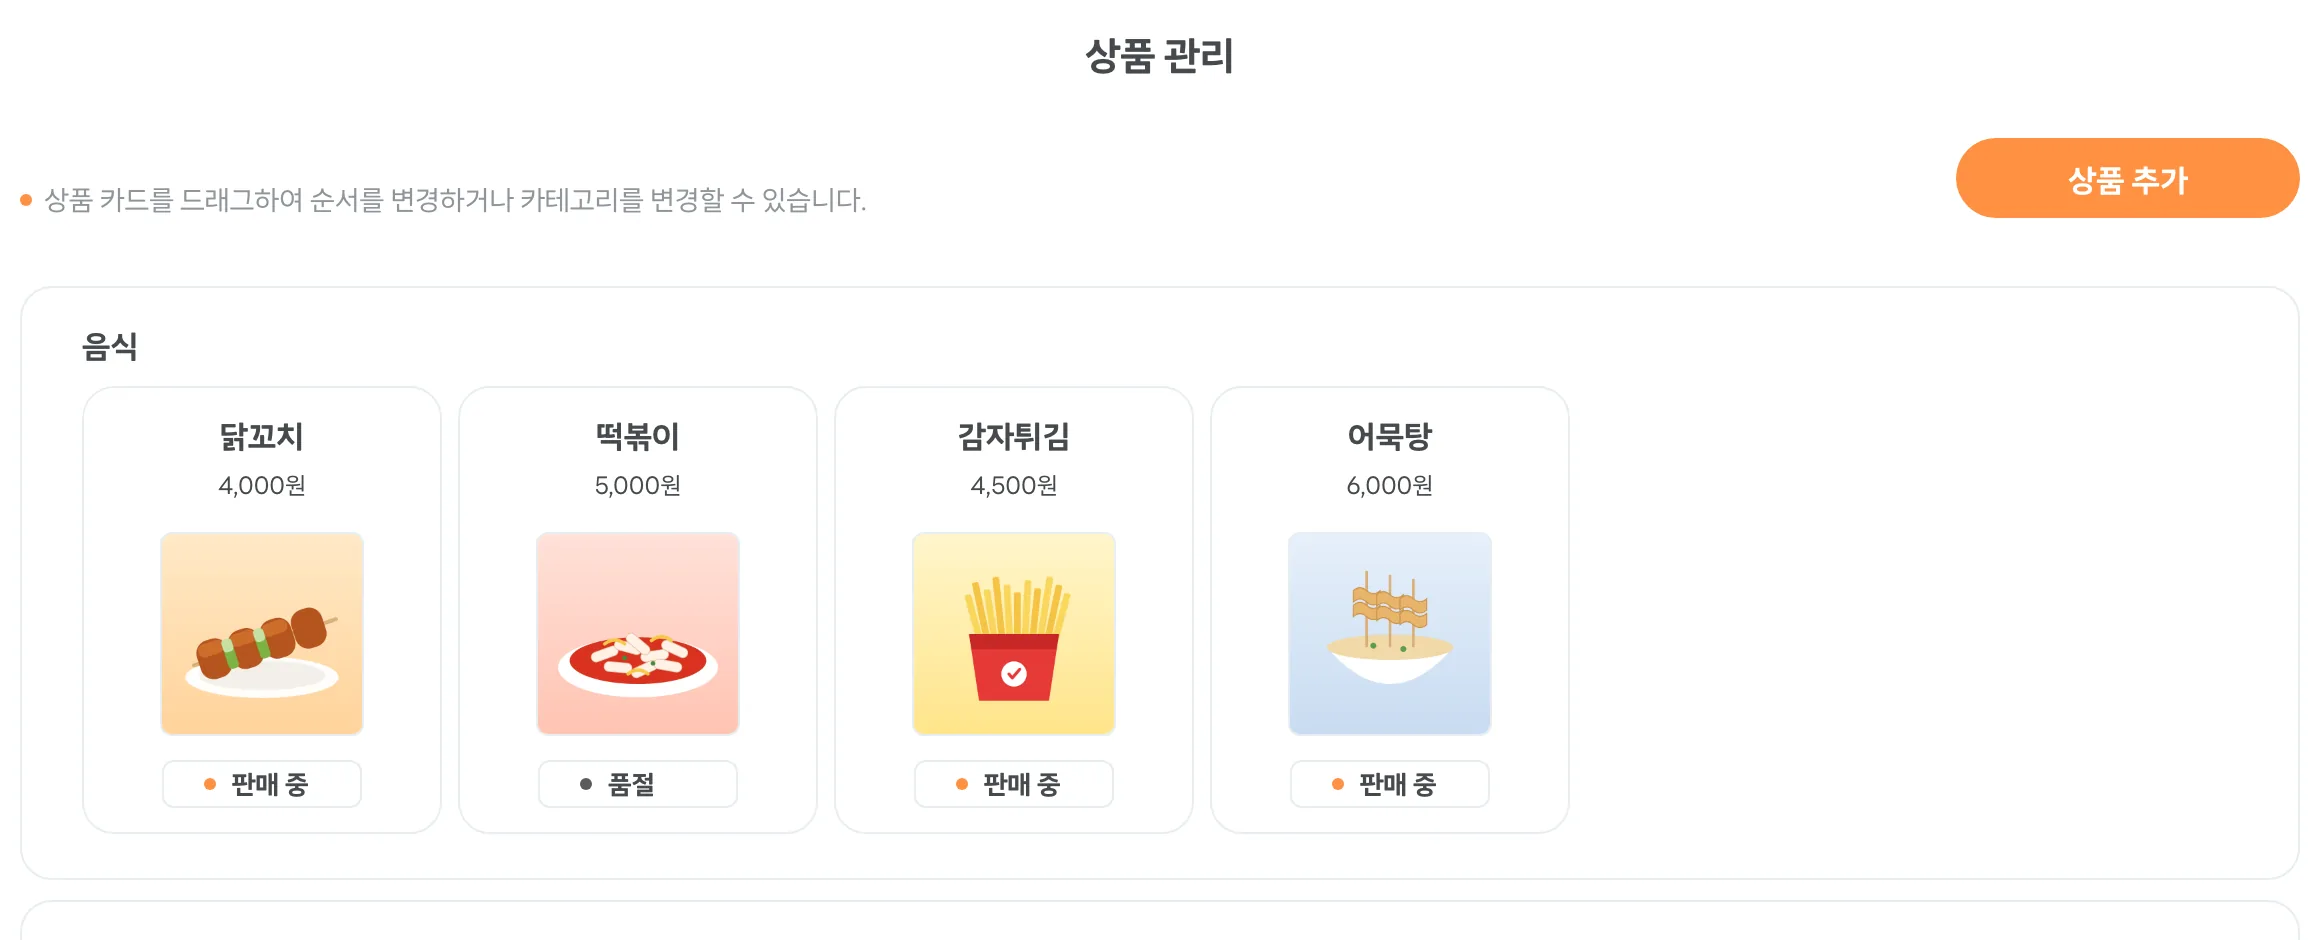 상품 관리
상품 카드를 드래그하여 순서를 변경하거나 카테고리를 변경할 수 있습니다.
상품 추가
음식
닭꼬치
4,000원
판매 중
떡볶이
5,000원
품절
감자튀김
4,500원
판매 중
어묵탕
6,000원
판매 중